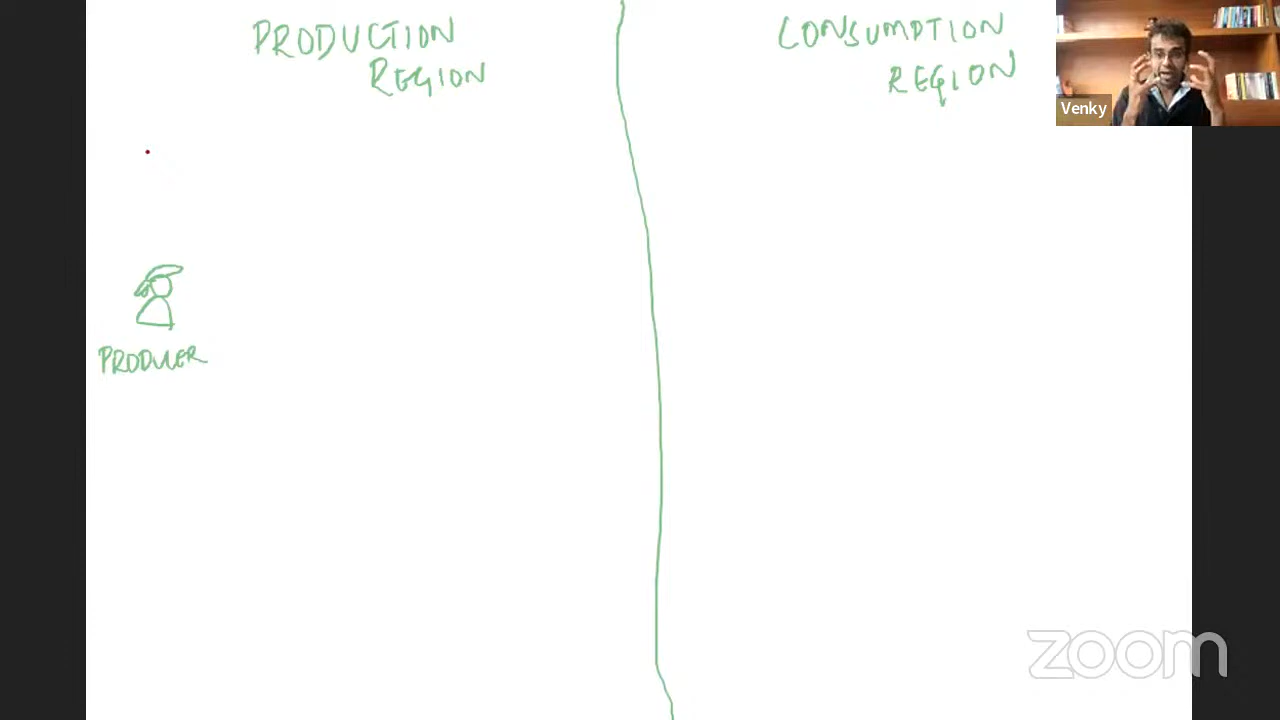 PRODUCTION
REGION
CONSUMPTION
REGION
Venky
PRODUCER
zoom